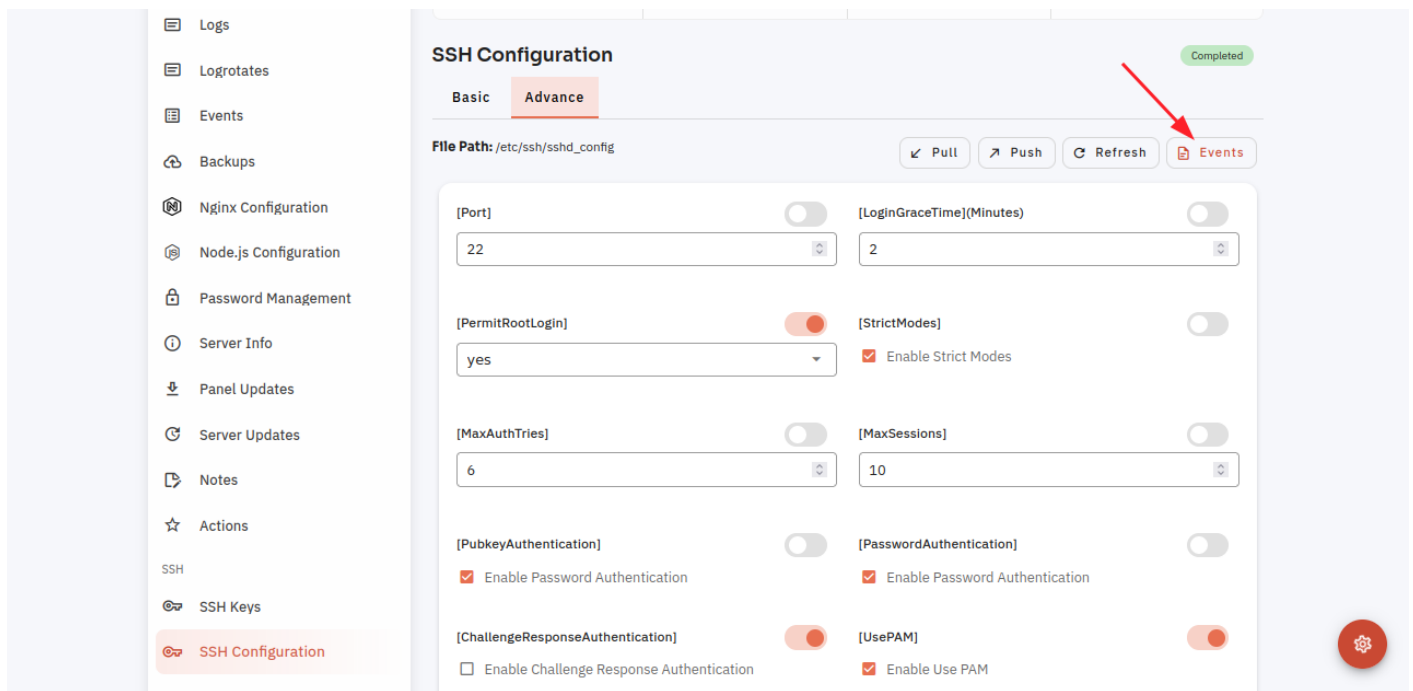 Logs
Logrotates
Events
Backups
Nginx Configuration
Node.js Configuration
Password Management
Server Info
Panel Updates
Server Updates
Notes
Actions
SSH
SSH Keys
SSH Configuration
SSH Configuration
Completed
Basic Advance
File Path: /etc/ssh/sshd_config
Pull Push Refresh Events
[Port] [LoginGraceTime](Minutes)
22 2
[PermitRootLogin] [StrictModes]
yes Enable Strict Modes
[MaxAuthTries] [MaxSessions]
6 10
[PubkeyAuthentication] [PasswordAuthentication]
Enable Password Authentication Enable Password Authentication
[ChallengeResponseAuthentication] [UsePAM]
Enable Challenge Response Authentication Enable Use PAM